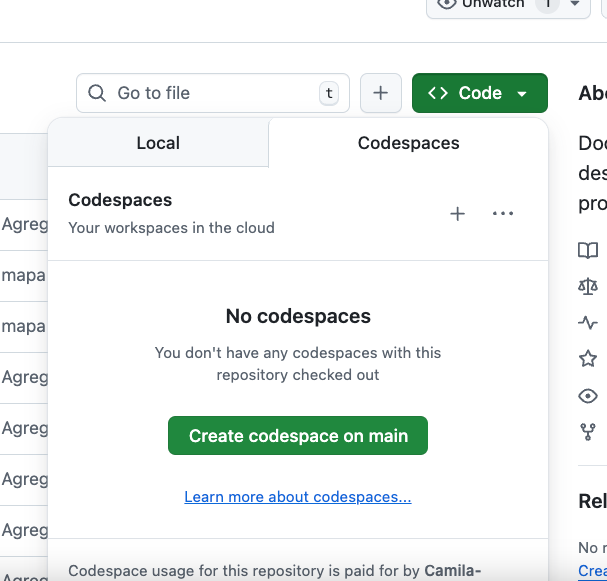 Unwatch 1
Go to file t
Code
Local Codespaces
Codespaces
Your workspaces in the cloud
No codespaces
You don't have any codespaces with this
repository checked out
Create codespace on main
Learn more about codespaces...
Codespace usage for this repository is paid for by Camila-
Agreg
mapa
mapa
Agreg
Agreg
Agreg
Agreg
Agreg
Abo
Doc
des
pro
Rel
No r
Crea